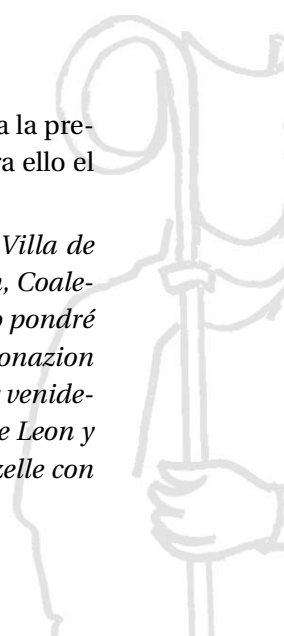 a la pre-
ra ello el
Villa de
, Coale-
o pondré
onazion
venide-
e Leon y
zelle con